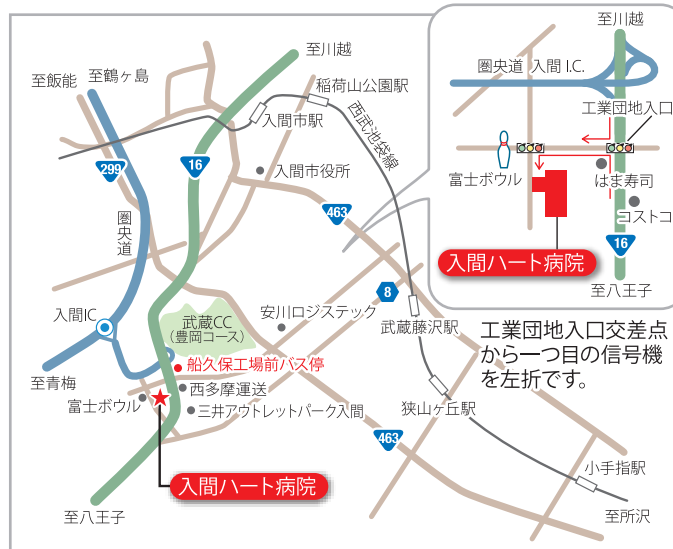 至川越
至鶴ヶ島
至飯能
稲荷山公園駅
入間市駅
西武池袋線
299
16
入間市役所
463
圏央道
8
入間IC
武蔵CC
(豊岡コース)
安川ロジステック
武蔵藤沢駅
船久保工場前バス停
至青梅
西多摩運送
富士ボウル
三井アウトレットパーク入間
狭山ヶ丘駅
463
入間ハート病院
小手指駅
至八王子
至所沢
至川越
圏央道 入間 I.C.
工業団地入口
富士ボウル
はま寿司
コストコ
入間ハート病院
16
至八王子
工業団地入口交差点
から一つ目の信号機
を左折です。